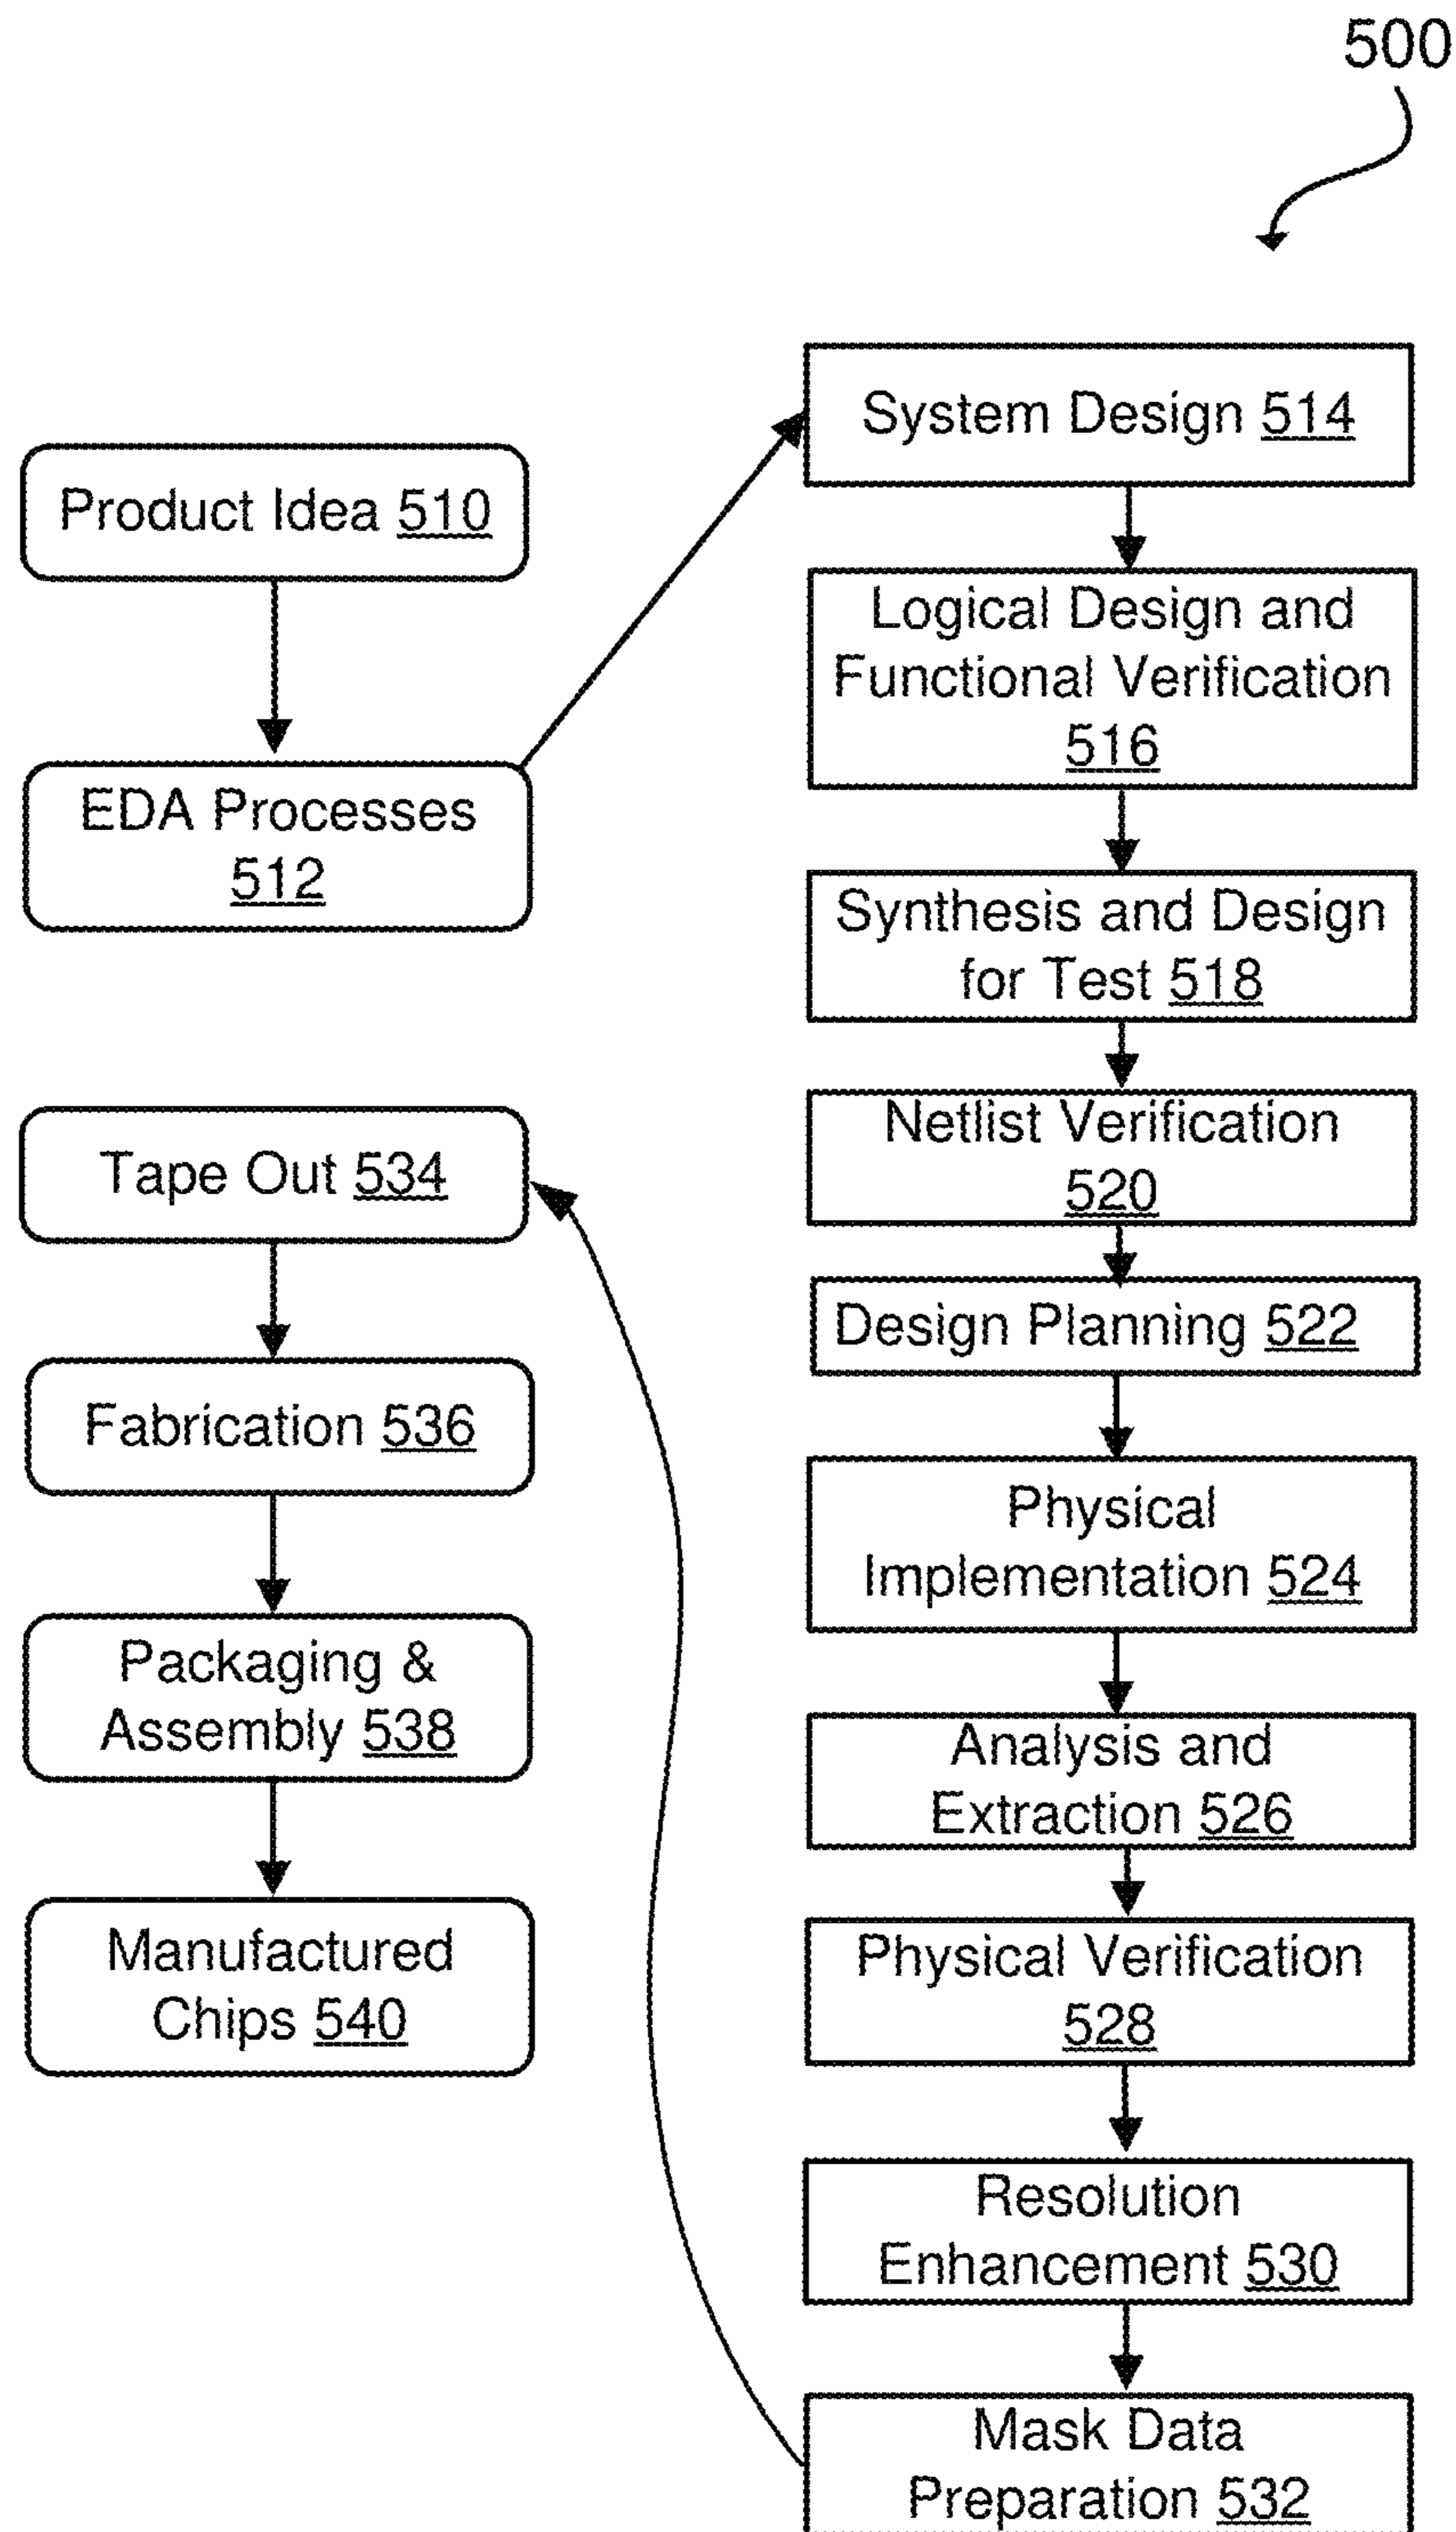 500
Product Idea 510
EDA Processes
512
System Design 514
Logical Design and
Functional Verification
516
Synthesis and Design
for Test 518
Netlist Verification
520
Design Planning 522
Physical
Implementation 524
Analysis and
Extraction 526
Physical Verification
528
Resolution
Enhancement 530
Mask Data
Preparation 532
Tape Out 534
Fabrication 536
Packaging &
Assembly 538
Manufactured
Chips 540